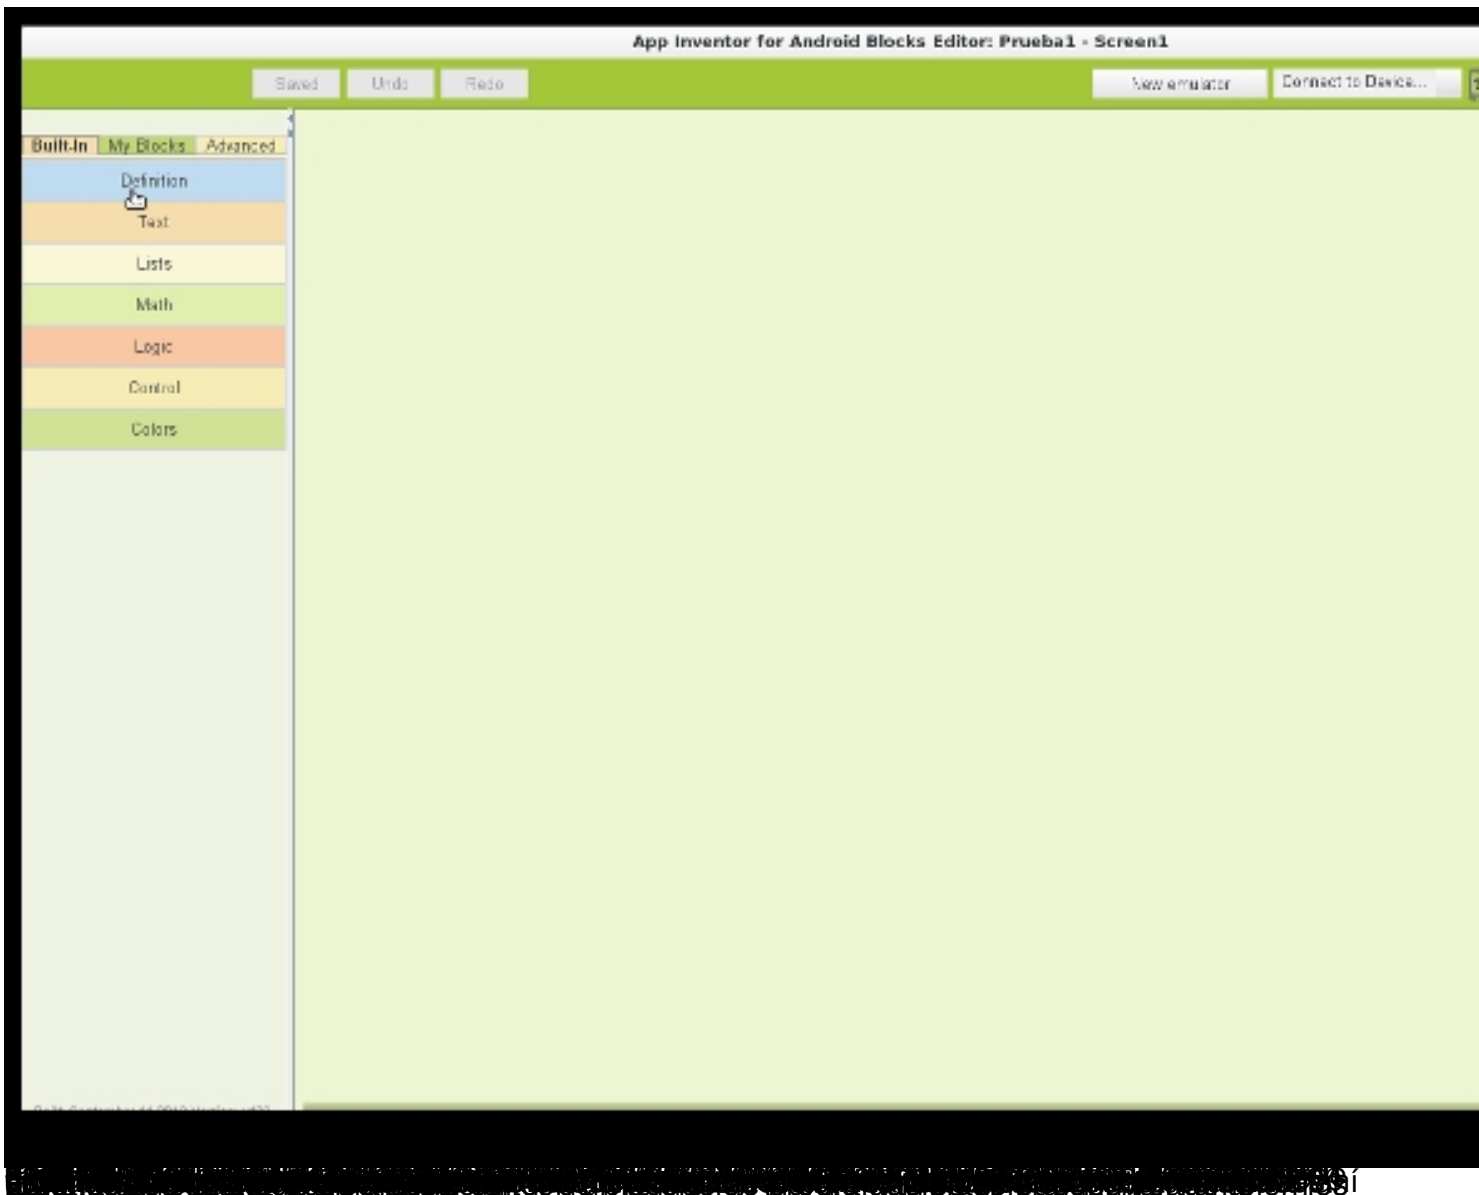 App Inventor for Android Blocks Editor: Prueba1 - Screen1
Saved Undo Redo New emulator Connect to Device...
Built-In My Blocks Advanced
Definition
Text
Lists
Math
Logic
Control
Colors